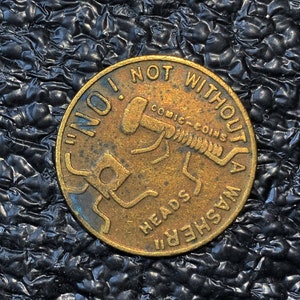 "NO! NOT WITHOUT A WASHER"
COMIC-COINS
HEADS